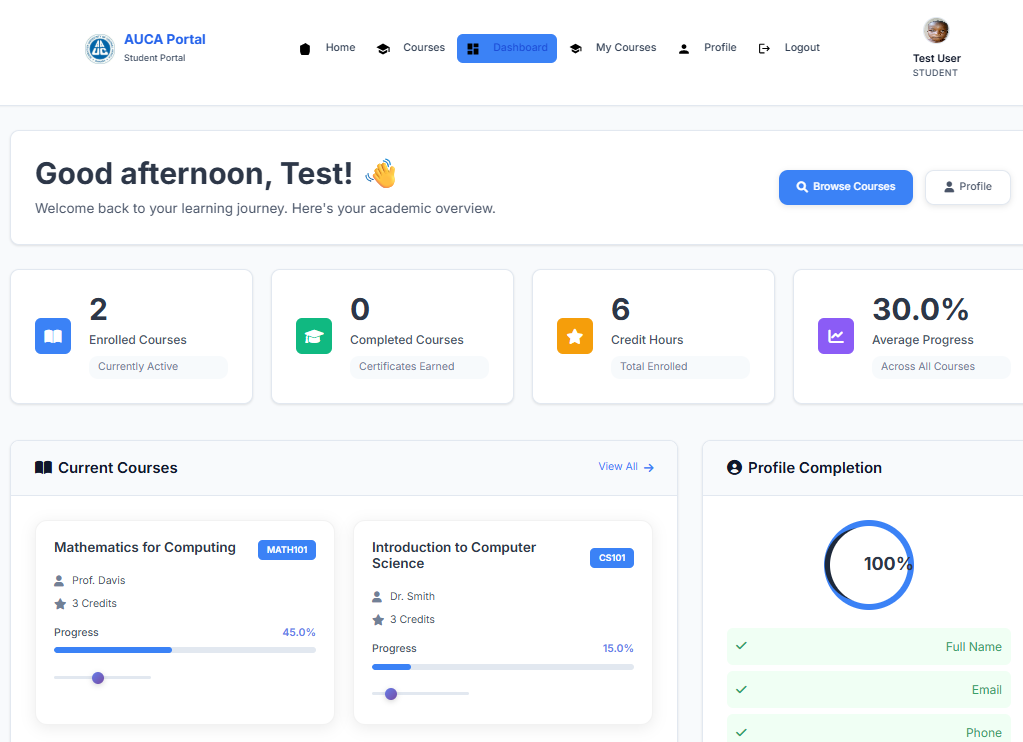 AUCA Portal
Student Portal
Home
Courses
Dashboard
My Courses
Profile
Logout
Test User
STUDENT
Good afternoon, Test! 👋
Welcome back to your learning journey. Here's your academic overview.
Browse Courses
Profile
2
Enrolled Courses
Currently Active
0
Completed Courses
Certificates Earned
6
Credit Hours
Total Enrolled
30.0%
Average Progress
Across All Courses
Current Courses
View All →
Mathematics for Computing
MATH101
Prof. Davis
3 Credits
Progress
45.0%
Introduction to Computer
Science
CS101
Dr. Smith
3 Credits
Progress
15.0%
Profile Completion
100%
Full Name
Email
Phone